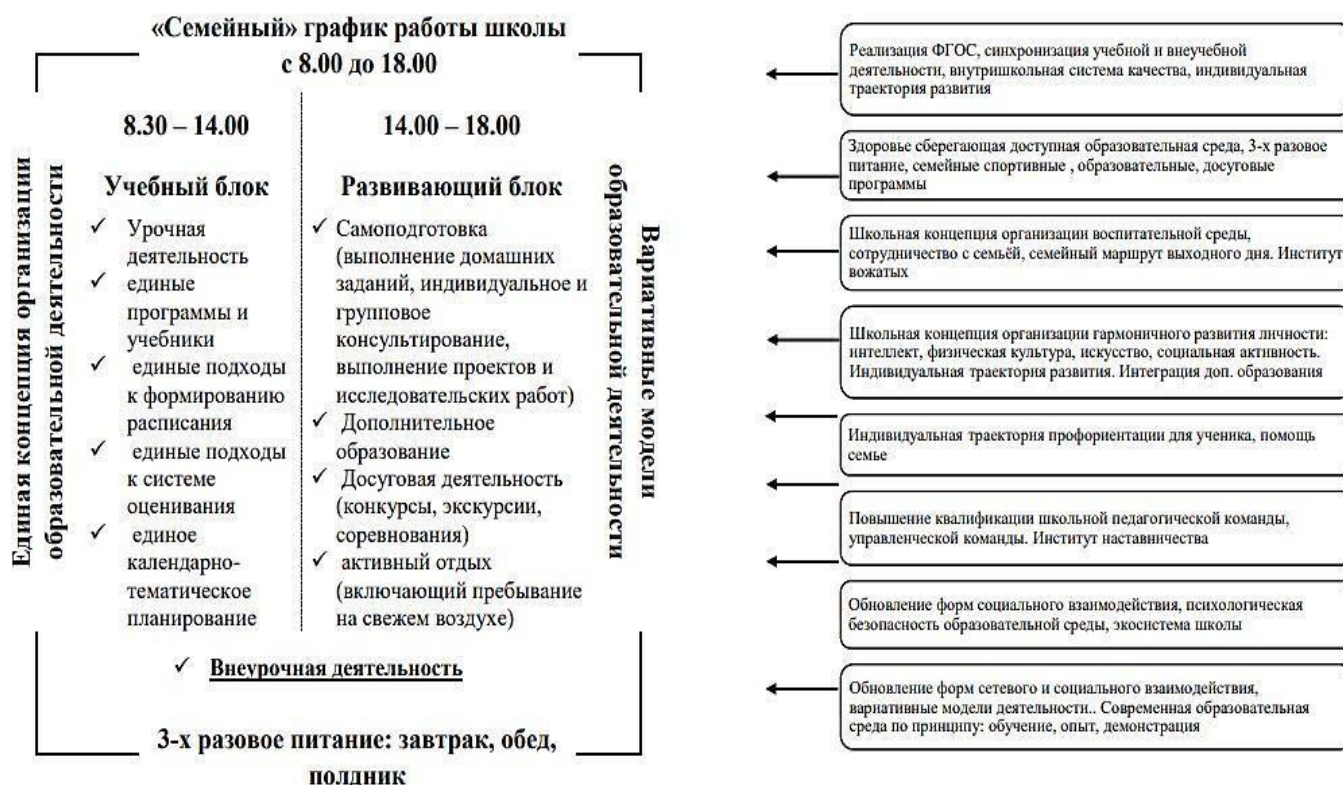 «Семейный» график работы школы
с 8.00 до 18.00
Единая концепция организации
образовательной деятельности
8.30 – 14.00
Учебный блок
✓ Урочная
деятельность
✓ единые
программы и
учебники
✓ единые подходы
к формированию
расписания
✓ единые подходы
к системе
оценивания
✓ единое
календарно-
тематическое
планирование
14.00 – 18.00
Развивающий блок
✓ Самоподготовка
(выполнение домашних
заданий, индивидуальное и
групповое
консультирование,
выполнение проектов и
исследовательских работ)
✓ Дополнительное
образование
✓ Досуговая деятельность
(конкурсы, экскурсии,
соревнования)
✓ активный отдых
(включающий пребывание
на свежем воздухе)
Вариативные модели
образовательной деятельности
✓ Внеурочная деятельность
3-х разовое питание: завтрак, обед,
полдник
Реализация ФГОС, синхронизация учебной и внеучебной
деятельности, внутришкольная система качества, индивидуальная
траектория развития
Здоровье сберегающая доступная образовательная среда, 3-х разовое
питание, семейные спортивные , образовательные, досуговые
программы
Школьная концепция организации воспитательной среды,
сотрудничество с семьёй, семейный маршрут выходного дня. Институт
вожатых
Школьная концепция организации гармоничного развития личности:
интеллект, физическая культура, искусство, социальная активность.
Индивидуальная траектория развития. Интеграция доп. образования
Индивидуальная траектория профориентации для ученика, помощь
семье
Повышение квалификации школьной педагогической команды,
управленческой команды. Институт наставничества
Обновление форм социального взаимодействия, психологическая
безопасность образовательной среды, экосистема школы
Обновление форм сетевого и социального взаимодействия,
вариативные модели деятельности.. Современная образовательная
среда по принципу: обучение, опыт, демонстрация